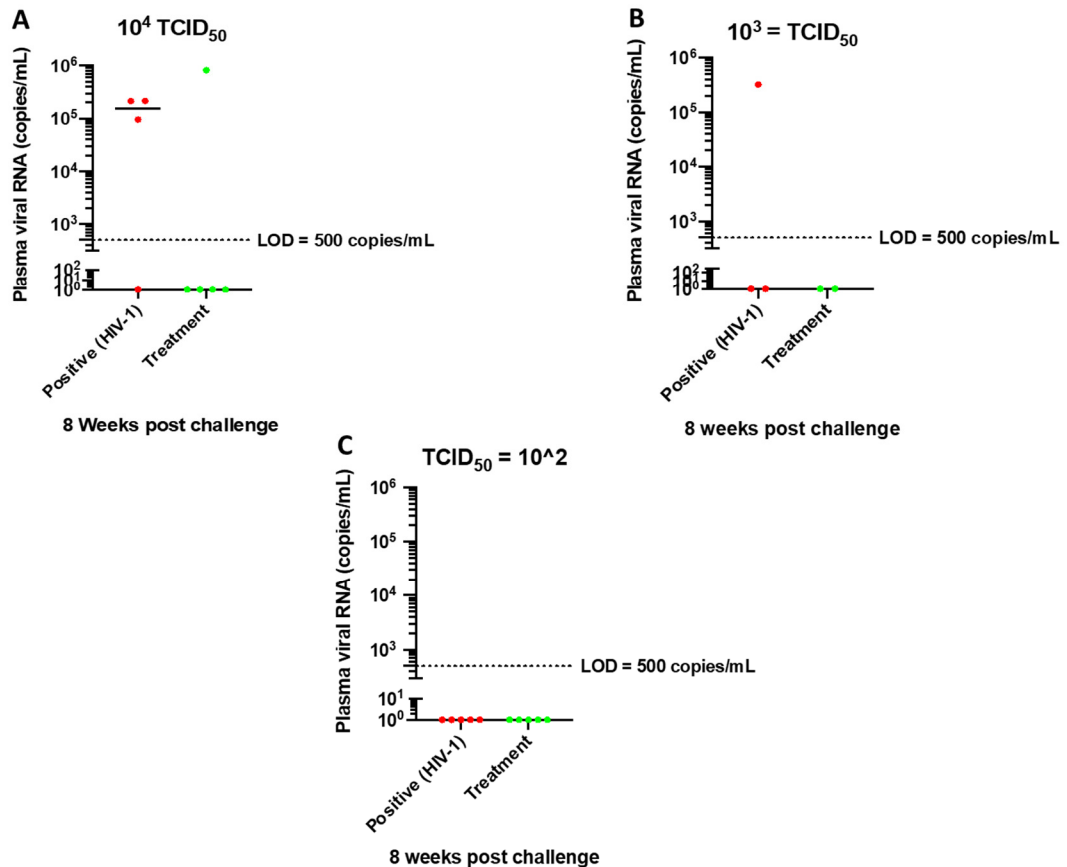 A
10⁴ TCID₅₀
Plasma viral RNA (copies/mL)
10⁶
10⁵
10⁴
10³
10²
10¹
10⁰
LOD = 500 copies/mL
Positive (HIV-1)
Treatment
8 Weeks post challenge
B
10³ = TCID₅₀
Plasma viral RNA (copies/mL)
10⁶
10⁵
10⁴
10³
10²
10¹
10⁰
LOD = 500 copies/mL
Positive (HIV-1)
Treatment
8 weeks post challenge
C
TCID₅₀ = 10^2
Plasma viral RNA (copies/mL)
10⁶
10⁵
10⁴
10³
10¹
10⁰
LOD = 500 copies/mL
Positive (HIV-1)
Treatment
8 weeks post challenge